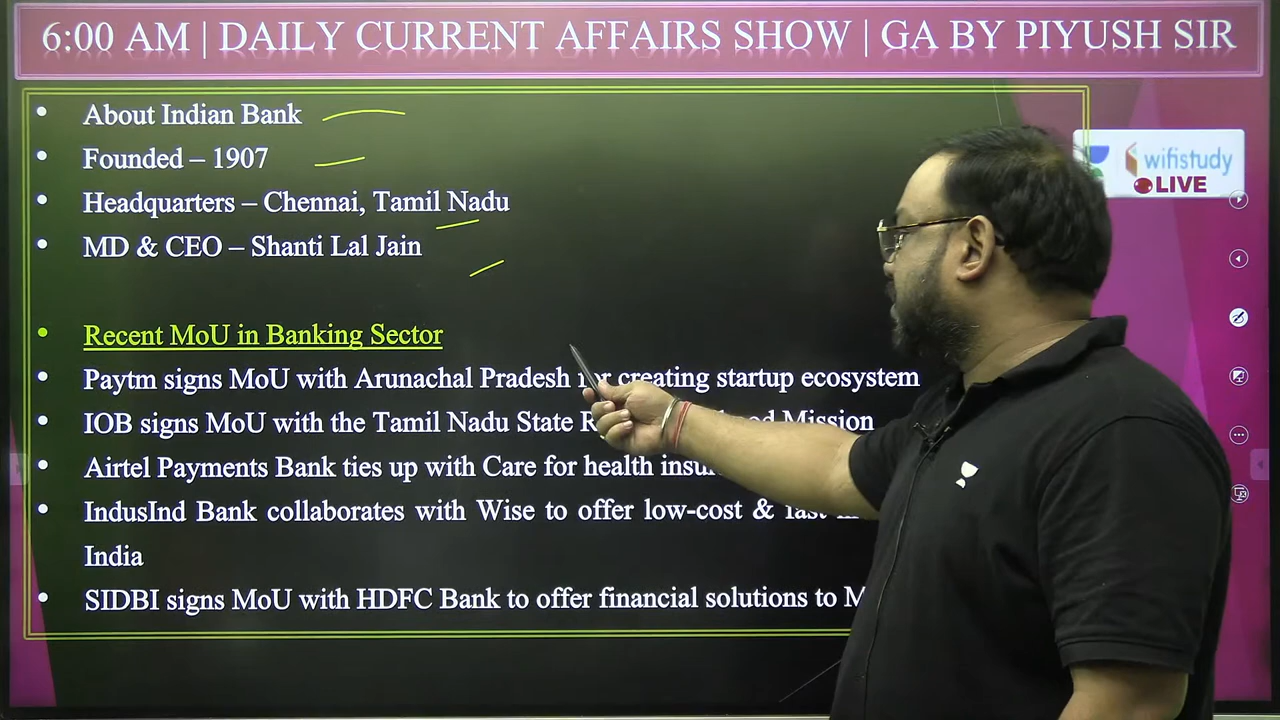 6:00 AM | DAILY CURRENT AFFAIRS SHOW | GA BY PIYUSH SIR
wifistudy
LIVE
• About Indian Bank
• Founded – 1907
• Headquarters – Chennai, Tamil Nadu
• MD & CEO – Shanti Lal Jain
• Recent MoU in Banking Sector
• Paytm signs MoU with Arunachal Pradesh for creating startup ecosystem
• IOB signs MoU with the Tamil Nadu State Mission
• Airtel Payments Bank ties up with Care for health
• IndusInd Bank collaborates with Wise to offer low-cost & fast
India
• SIDBI signs MoU with HDFC Bank to offer financial solutions to